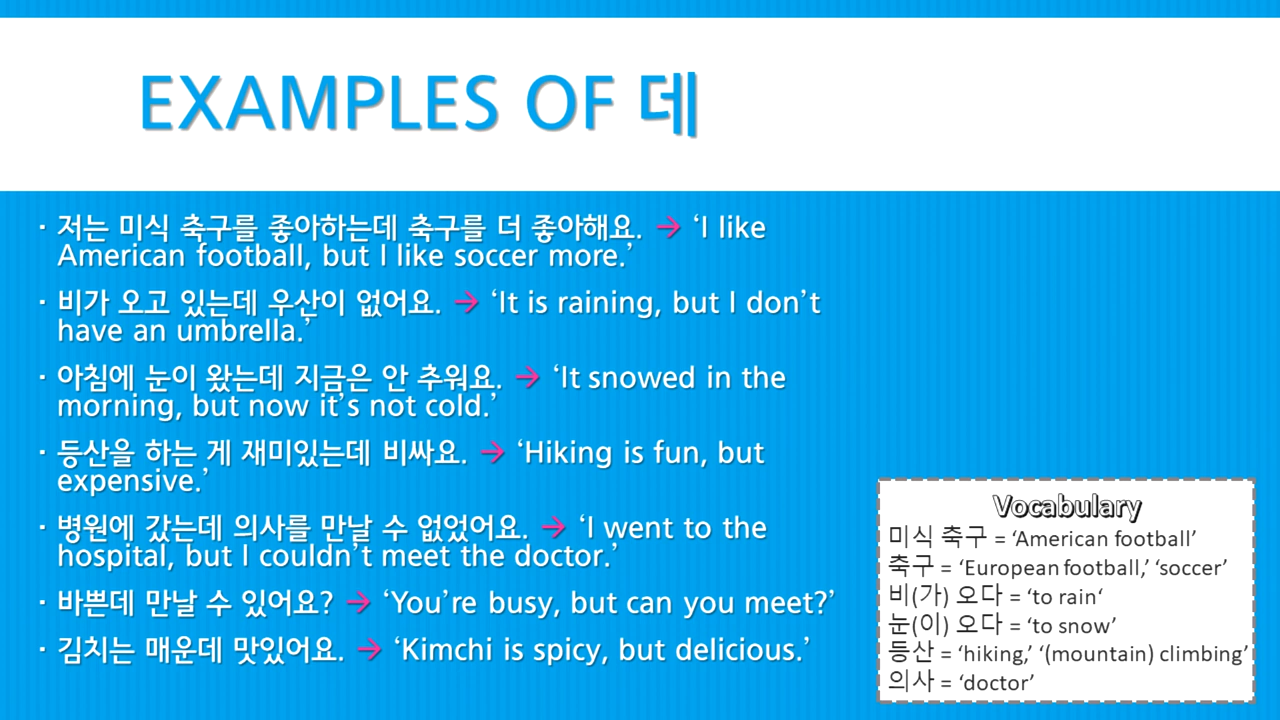 EXAMPLES OF 데
· 저는 미식 축구를 좋아하는데 축구를 더 좋아해요. → ‘I like
American football, but I like soccer more.’
· 비가 오고 있는데 우산이 없어요. → ‘It is raining, but I don’t
have an umbrella.’
· 아침에 눈이 왔는데 지금은 안 추워요. → ‘It snowed in the
morning, but now it’s not cold.’
· 등산을 하는 게 재미있는데 비싸요. → ‘Hiking is fun, but
expensive.’
· 병원에 갔는데 의사를 만날 수 없었어요. → ‘I went to the
hospital, but I couldn’t meet the doctor.’
· 바쁜데 만날 수 있어요? → ‘You’re busy, but can you meet?’
· 김치는 매운데 맛있어요. → ‘Kimchi is spicy, but delicious.’
Vocabulary
미식 축구 = ‘American football’
축구 = ‘European football,’ ‘soccer’
비(가) 오다 = ‘to rain‘
눈(이) 오다 = ‘to snow’
등산 = ‘hiking,’ ‘(mountain) climbing’
의사 = ‘doctor’